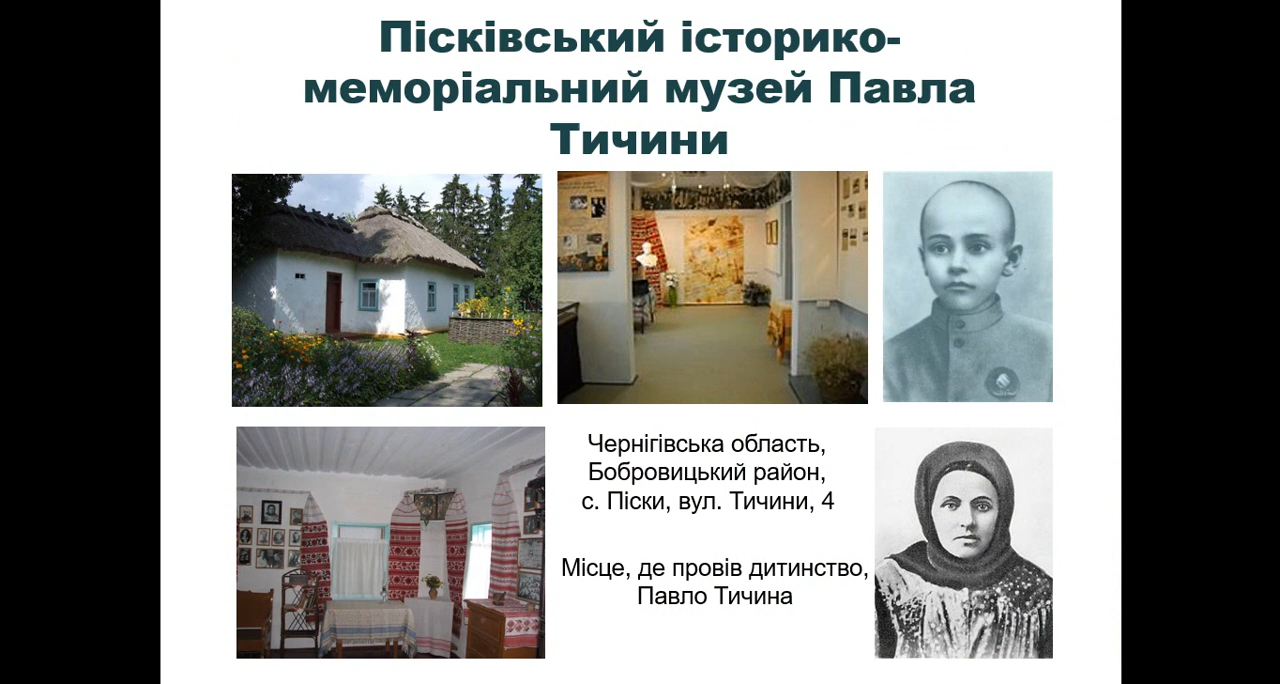 Пісківський історико-
меморіальний музей Павла
Тичини
Чернігівська область,
Бобровицький район,
с. Піски, вул. Тичини, 4
Місце, де провів дитинство,
Павло Тичина